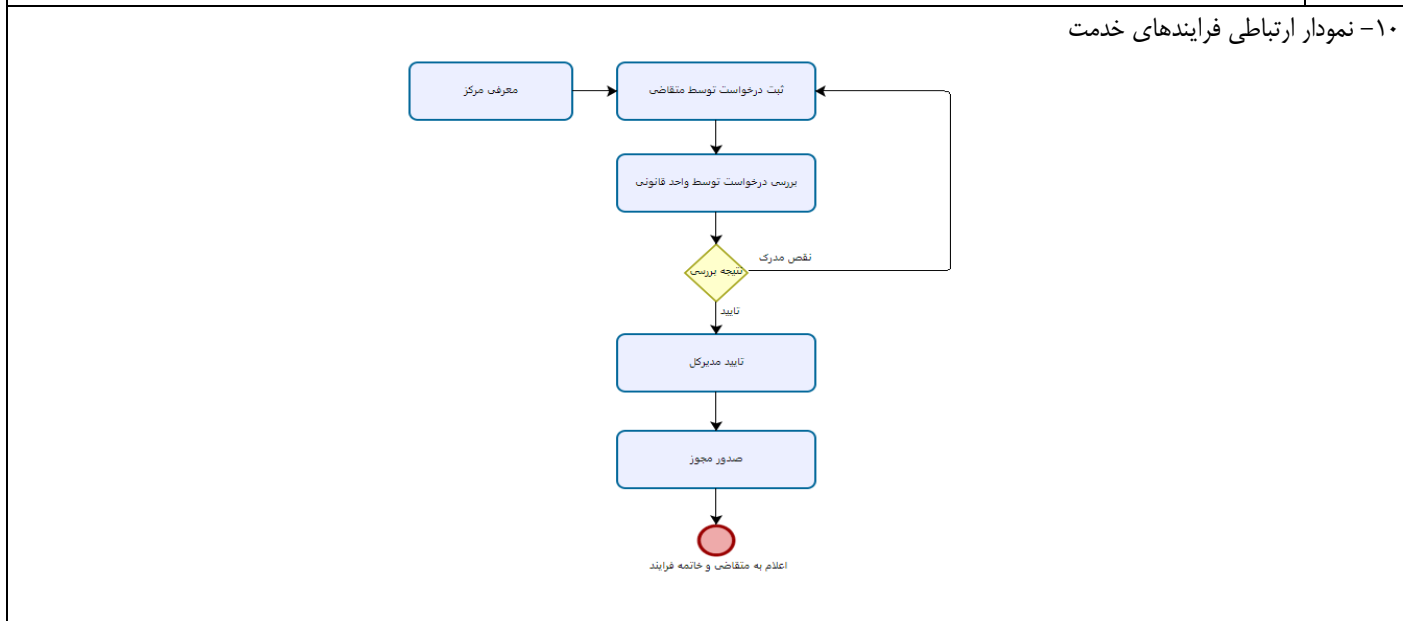 ۱۰- نمودار ارتباطی فرایندهای خدمت
معرفی مرکز
ثبت درخواست توسط متقاضی
بررسی درخواست توسط واحد قانونی
نتیجه بررسی
نقص مدرک
تایید
تایید مدیرکل
صدور مجوز
اعلام به متقاضی و خاتمه فرایند